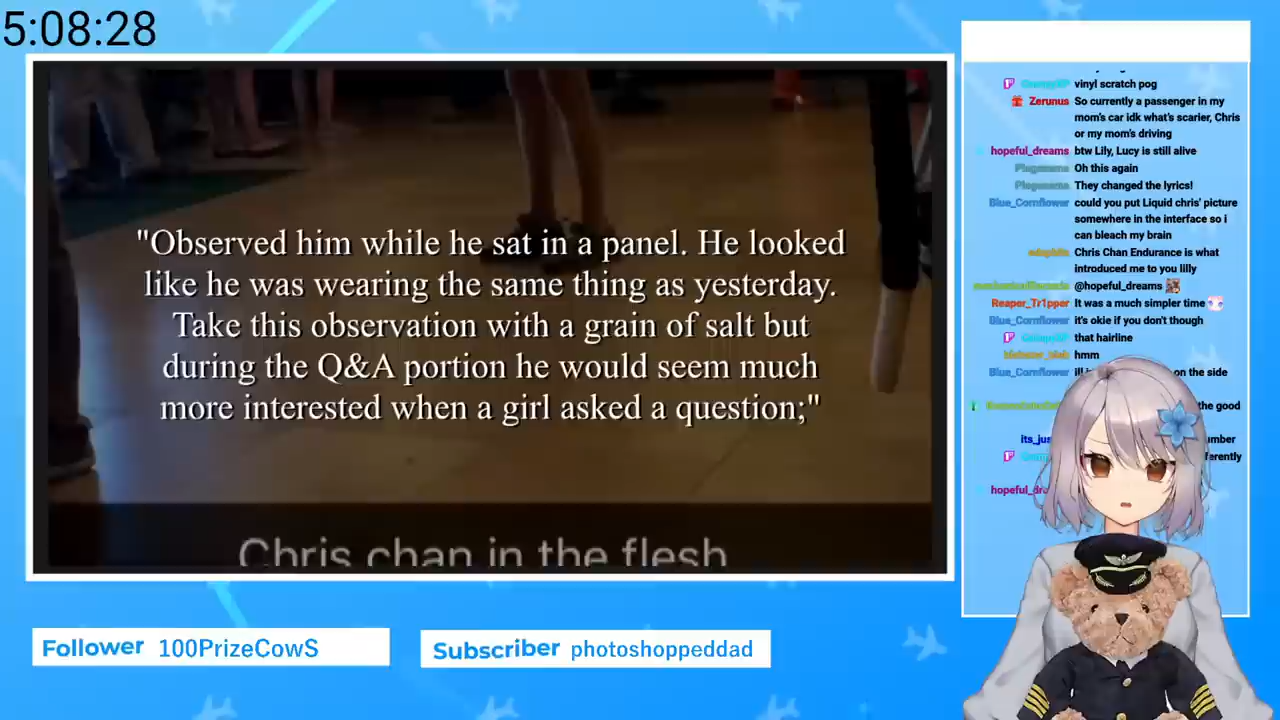 5:08:28
"Observed him while he sat in a panel. He looked
like he was wearing the same thing as yesterday.
Take this observation with a grain of salt but
during the Q&A portion he would seem much
more interested when a girl asked a question;"
Chris chan in the flesh
vinyl scratch pog
Zerunus So currently a passenger in my
mom's car idk what's scarier, Chris
or my mom's driving
hopeful_dreams btw Lily, Lucy is still alive
Oh this again
They changed the lyrics!
Blue_Cornflower could you put Liquid chris' picture
somewhere in the interface so i
can bleach my brain
Chris Chan Endurance is what
introduced me to you lilly
@hopeful_dreams
Reaper_Tr1pper It was a much simpler time
Blue_Cornflower it's okie if you don't though
that hairline
hmm
Blue_Cornflower on the side
the good
Follower 100PrizeCowS
Subscriber photoshoppeddad